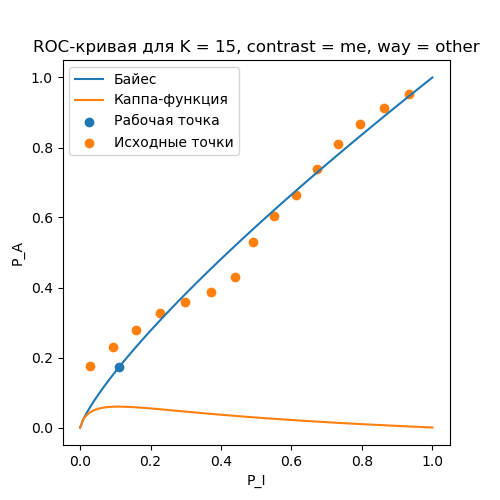 ROC-кривая для K = 15, contrast = me, way = other
Байес
Каппа-функция
Рабочая точка
Исходные точки
P_A
1.0
0.8
0.6
0.4
0.2
0.0
0.0 0.2 0.4 0.6 0.8 1.0
P_I